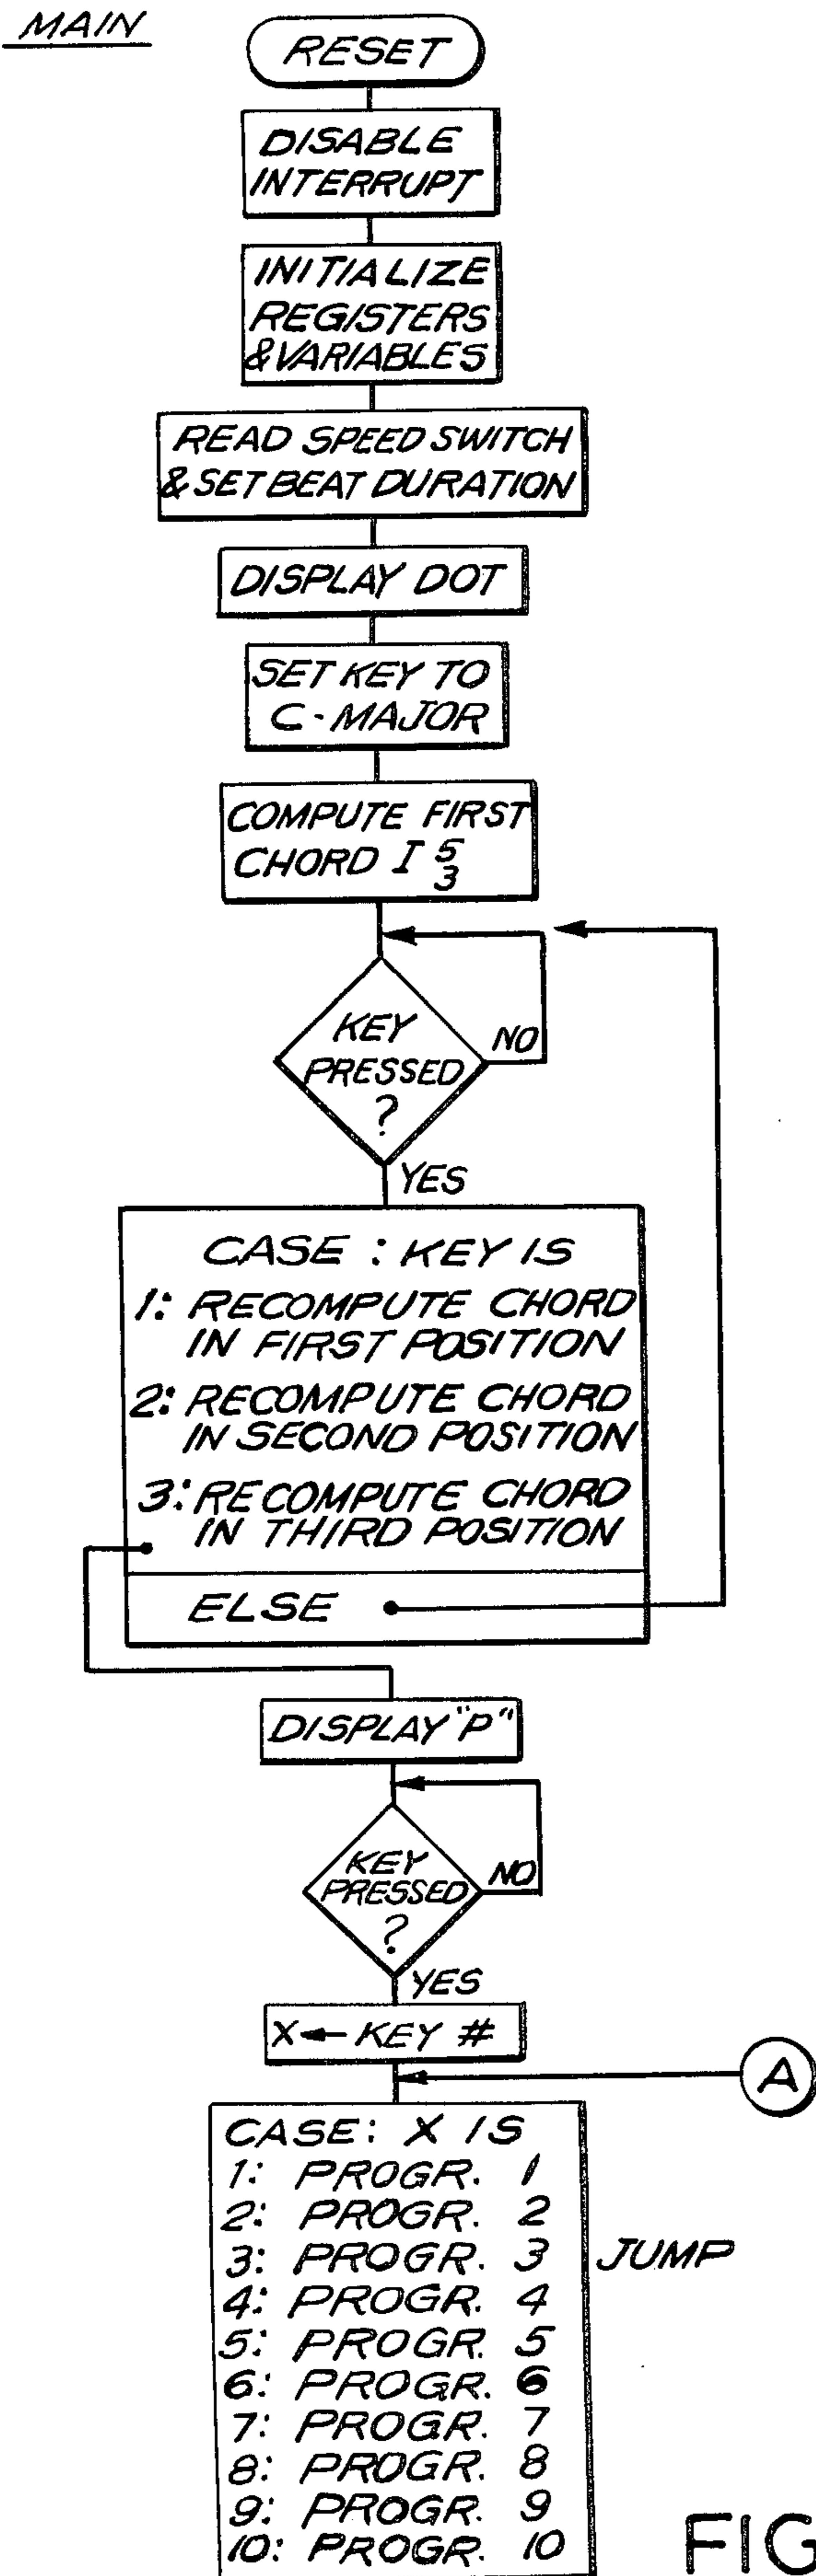 MAIN
RESET
DISABLE
INTERRUPT
INITIALIZE
REGISTERS
& VARIABLES
READ SPEED SWITCH
& SET BEAT DURATION
DISPLAY DOT
SET KEY TO
C-MAJOR
COMPUTE FIRST
CHORD I 5
3
KEY
PRESSED
?
NO
YES
CASE : KEY IS
1: RECOMPUTE CHORD
IN FIRST POSITION
2: RECOMPUTE CHORD
IN SECOND POSITION
3: RECOMPUTE CHORD
IN THIRD POSITION
ELSE
DISPLAY "P"
KEY
PRESSED
?
NO
YES
X ← KEY #
A
CASE: X IS
1: PROGR. 1
2: PROGR. 2
3: PROGR. 3
JUMP
4: PROGR. 4
5: PROGR. 5
6: PROGR. 6
7: PROGR. 7
8: PROGR. 8
9: PROGR. 9
10: PROGR. 10
FIG